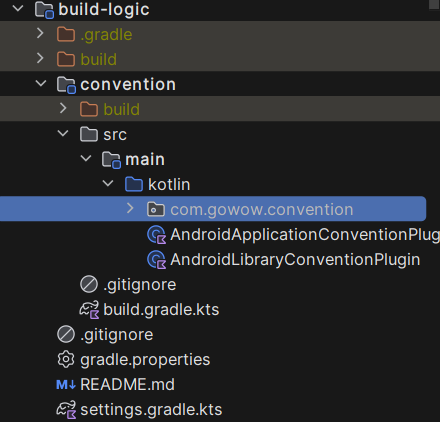 build-logic
.gradle
build
convention
build
src
main
kotlin
com.gowow.convention
AndroidApplicationConventionPlug
AndroidLibraryConventionPlugin
.gitignore
build.gradle.kts
.gitignore
gradle.properties
M↓ README.md
settings.gradle.kts